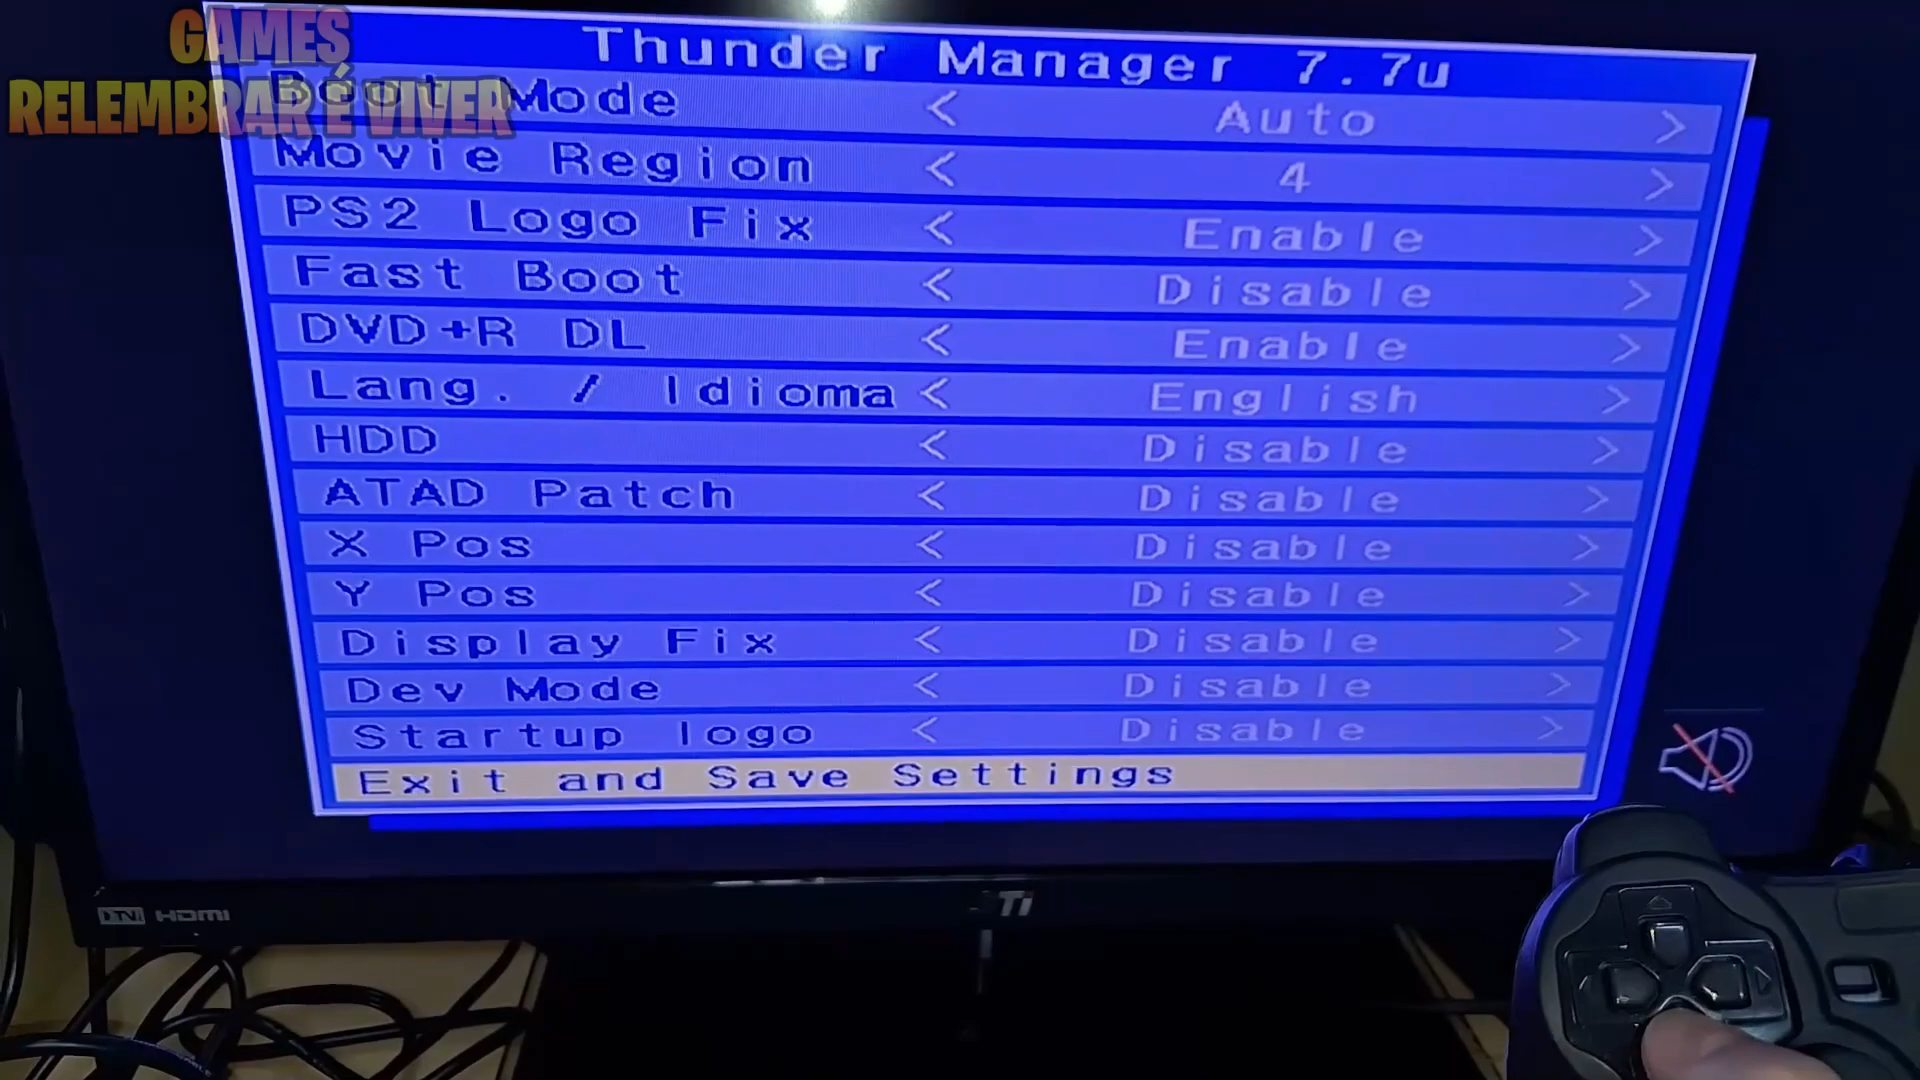 GAMES
RELEMBRAR É VIVER
Thunder Manager 7.7u
Boot Mode < Auto >
Movie Region < 4 >
PS2 Logo Fix < Enable >
Fast Boot < Disable >
DVD+R DL < Enable >
Lang. / Idioma < English >
HDD < Disable >
ATAD Patch < Disable >
X Pos < Disable >
Y Pos < Disable >
Display Fix < Disable >
Dev Mode < Disable >
Startup logo < Disable >
Exit and Save Settings
DTVi HDMI